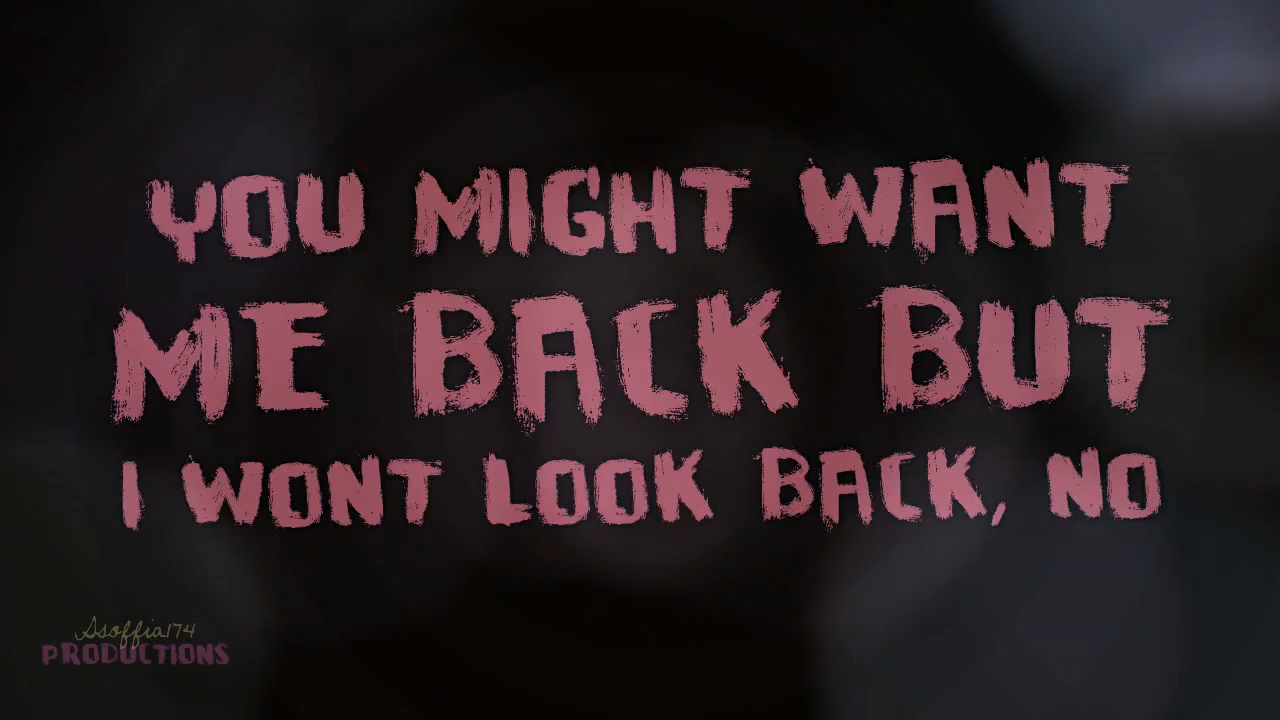 YOU MIGHT WANT
ME BACK BUT
I WONT LOOK BACK, NO
Ssoffia174
PRODUCTIONS